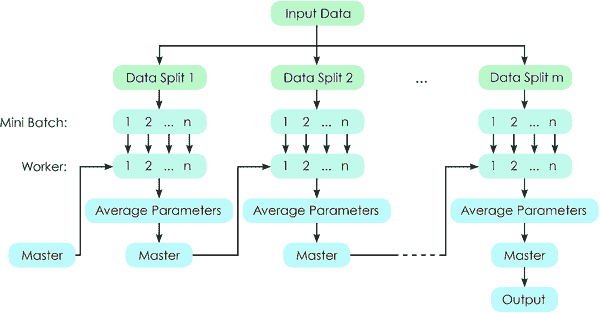 Input Data
Data Split 1 Data Split 2 ... Data Split m
Mini Batch: 1 2 ... n 1 2 ... n 1 2 ... n
Worker: 1 2 ... n 1 2 ... n 1 2 ... n
Average Parameters Average Parameters Average Parameters
Master Master Master Master
Output